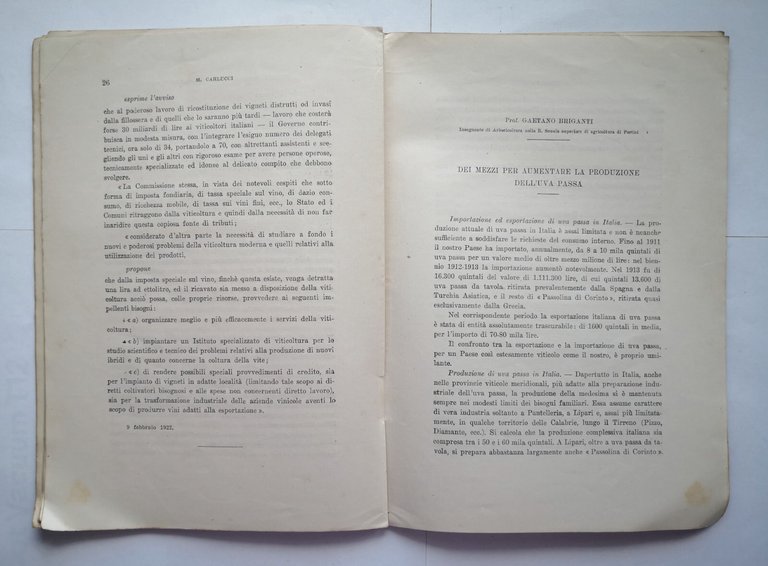 26
M. CARLUCCI
esprime l'avviso
che al poderoso lavoro di ricostituzione dei vigneti distrutti od invasi
dalla fillossera e di quelli che lo saranno più tardi — lavoro che costerà
forse 30 miliardi di lire ai viticoltori italiani — il Governo contri-
buisca in modesta misura, con l'integrare l'esiguo numero dei delegati
tecnici, ora solo di 34, portandolo a 70, con altrettanti assistenti e sce-
gliendo gli uni e gli altri con rigoroso esame per avere persone operose,
tecnicamente specializzate ed idonee al delicato compito che debbono
svolgere.
« La Commissione stessa, in vista dei notevoli cespiti che sotto
forma di imposta fondiaria, di tassa speciale sul vino, di dazio con-
sumo, di ricchezza mobile, di tassa sui vini fini, ecc., lo Stato ed i
Comuni ritraggono dalla viticoltura e quindi dalla necessità di non far
inaridire questa copiosa fonte di tributi;
« considerato d'altra parte la necessità di studiare a fondo i
nuovi e poderosi problemi della viticoltura moderna e quelli relativi alla
utilizzazione dei prodotti,
propone
che dalla imposta speciale sul vino, finchè questa esiste, venga detratta
una lira ad ettolitro, ed il ricavato sia messo a disposizione della viti-
coltura acciò possa, colle proprie risorse, provvedere ai seguenti im-
pellenti bisogni:
« a) organizzare meglio e più efficacemente i servizi della viti-
coltura;
« b) impiantare un Istituto specializzato di viticoltura per lo
studio scientifico e tecnico dei problemi relativi alla produzione di nuovi
ibridi e di quanto concerne la coltura della vite;
« c) di rendere possibili speciali provvedimenti di credito, sia
per l'impianto di vigneti in adatte località (limitando tale scopo ai di-
retti coltivatori bisognosi e alle spese non concernenti diretto lavoro),
sia per la trasformazione industriale delle aziende vinicole aventi lo
scopo di produrre vini adatti alla esportazione ».
9 febbraio 1922.
Prof. GAETANO BRIGANTI
Insegnante di Arboricoltura nella R. Scuola superiore di agricoltura di Portici
DEI MEZZI PER AUMENTARE LA PRODUZIONE
DELL'UVA PASSA
Importazione ed esportazione di uva passa in Italia. — La pro-
duzione attuale di uva passa in Italia è assai limitata e non è neanche
sufficiente a soddisfare le richieste del consumo interno. Fino al 1911
il nostro Paese ha importato, annualmente, da 8 a 10 mila quintali di
uva passa per un valore medio di oltre mezzo milione di lire: nel bien-
nio 1912-1913 la importazione aumentò notevolmente. Nel 1913 fu di
16.300 quintali del valore di 1.111.300 lire, di cui quintali 13.600 di
uva passa da tavola, ritirata prevalentemente dalla Spagna e dalla
Turchia Asiatica, e il resto di « Passolina di Corinto », ritirata quasi
esclusivamente dalla Grecia.
Nel corrispondente periodo la esportazione italiana di uva passa
è stata di entità assolutamente trascurabile: di 1600 quintali in media,
per l'importo di 70-80 mila lire.
Il confronto tra la esportazione e la importazione di uva passa,
per un Paese così estesamente viticolo come il nostro, è proprio umi-
lante.
Produzione di uva passa in Italia. — Dapertutto in Italia, anche
nelle provincie viticole meridionali, più adatte alla preparazione indu-
striale dell'uva passa, la produzione della medesima si è mantenuta
sempre nei modesti limiti dei bisogni familiari. Essa assume carattere
di vera industria soltanto a Pantelleria, a Lipari e, assai più limitata-
mente, in qualche territorio delle Calabrie, lungo il Tirreno (Pizzo,
Diamante, ecc.). Si calcola che la produzione complessiva italiana sia
compresa tra i 50 e i 60 mila quintali. A Lipari, oltre a uva passa da ta-
vola, si prepara abbastanza largamente anche « Passolina di Corinto ».